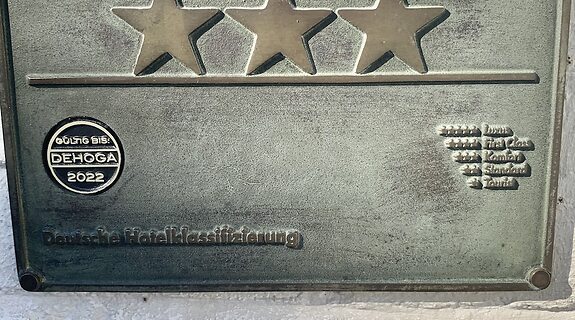 GÜLTIG BIS:
DEHOGA
2022
***** Luxus
**** First Class
*** Komfort
** Standard
* Tourist
Deutsche Hotelklassifizierung